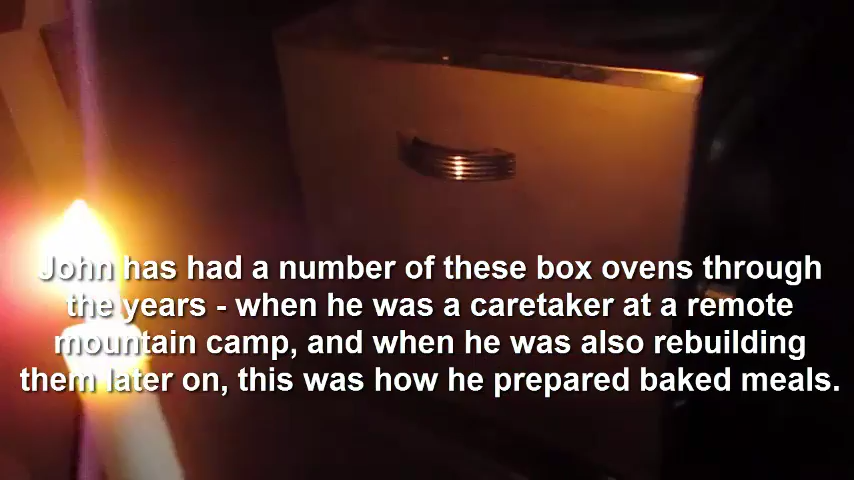 John has had a number of these box ovens through
the years - when he was a caretaker at a remote
mountain camp, and when he was also rebuilding
them later on, this was how he prepared baked meals.